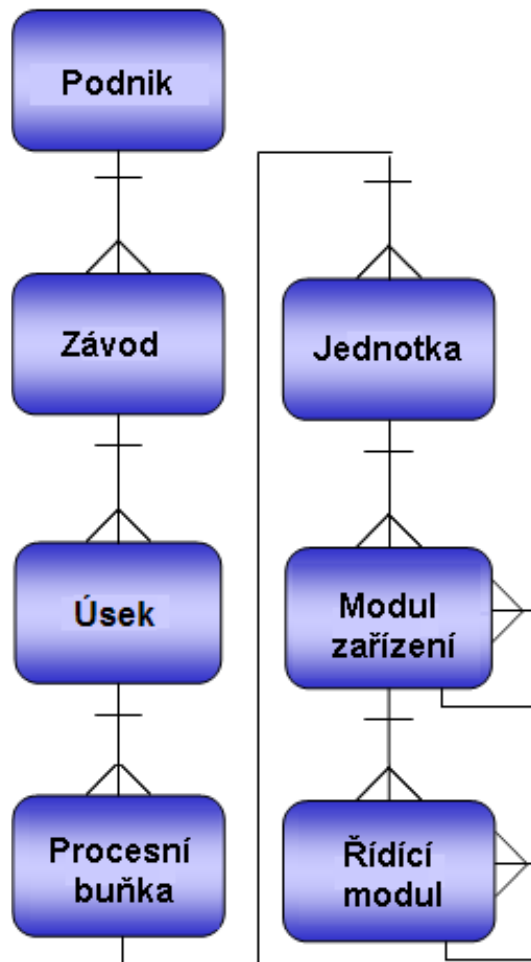 Podnik
Závod
Úsek
Procesní
buňka
Jednotka
Modul
zařízení
Řídící
modul